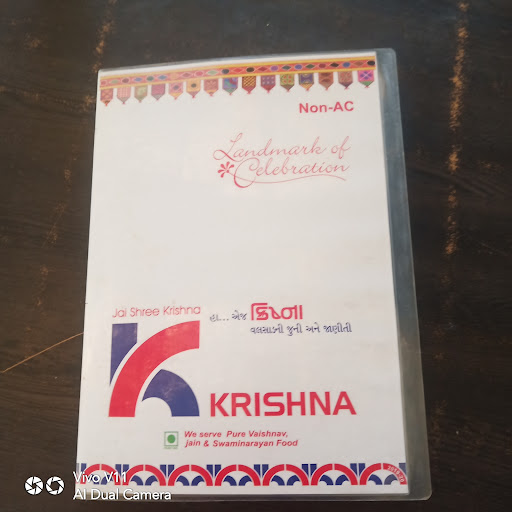 Non-AC
Landmark of
Celebration
Jai Shree Krishna
હા... એજ ક્રિષ્ના
વલસાડની જુની અને જાણીતી
KRISHNA
We serve Pure Vaishnav,
jain & Swaminarayan Food
Vivo V11
AI Dual Camera